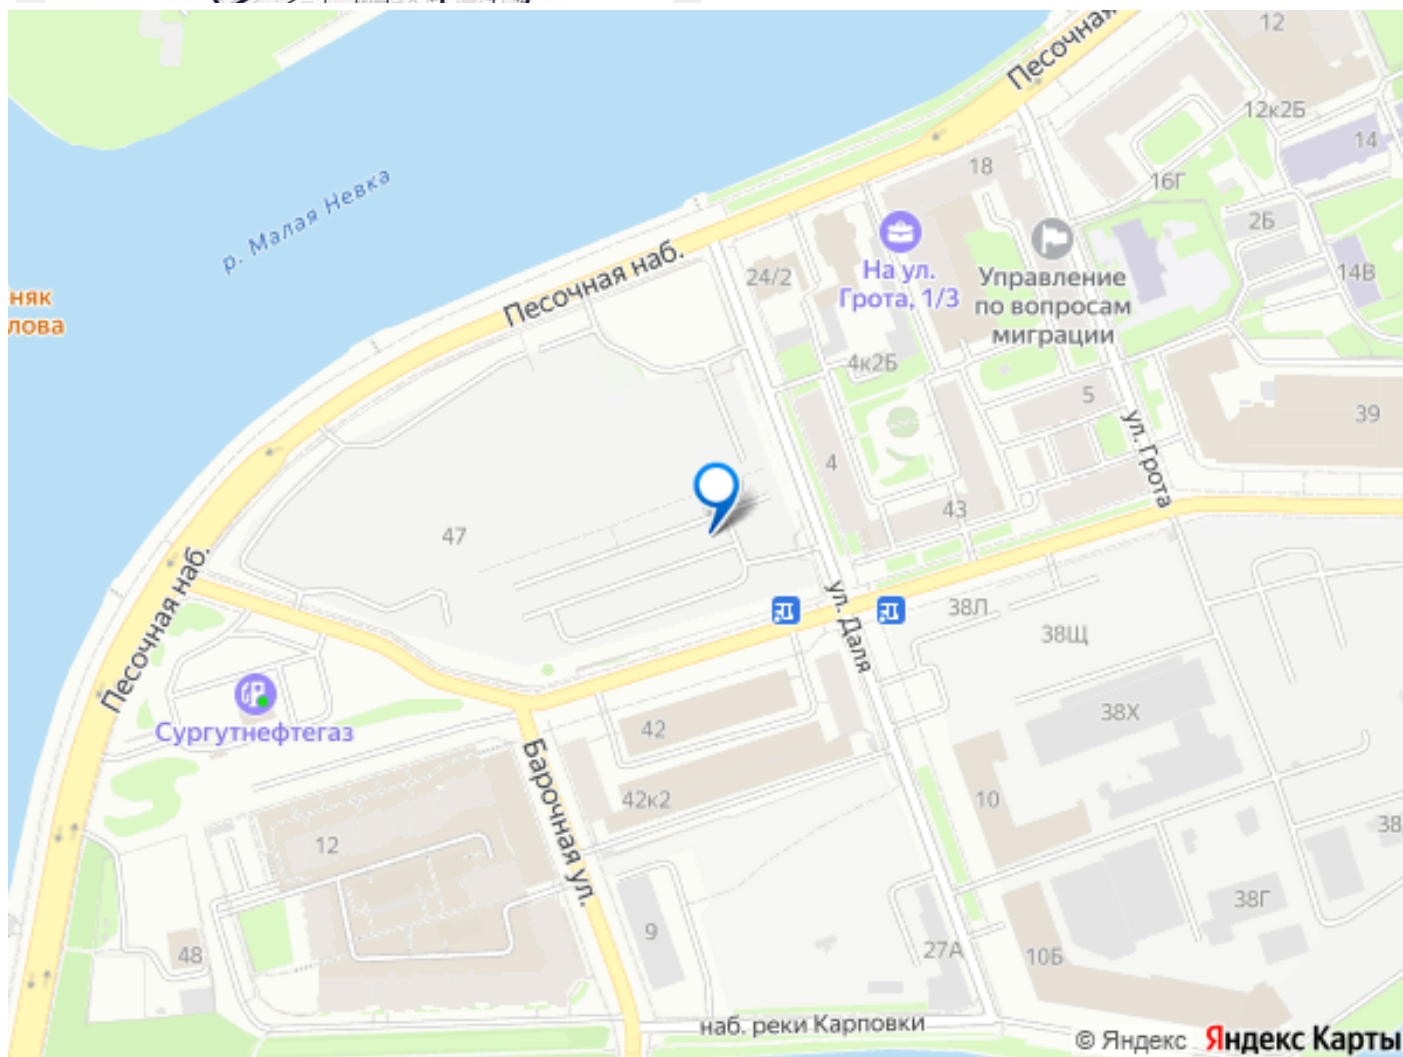 Песочная
12
12к2Б
14
18
16Г
2Б
14В
р. Малая Невка
Песочная наб.
24/2
На ул.
Грота, 1/3
Управление
по вопросам
миграции
няк
лова
4к2Б
5
39
ул. Грота
4
43
47
Песочная наб.
ул. Даля
38Л
38Щ
Сургутнефтегаз
42
38Х
Барочная ул.
42к2
10
38
12
38Г
9
48
27А
10Б
наб. реки Карповки
© Яндекс Яндекс Карты